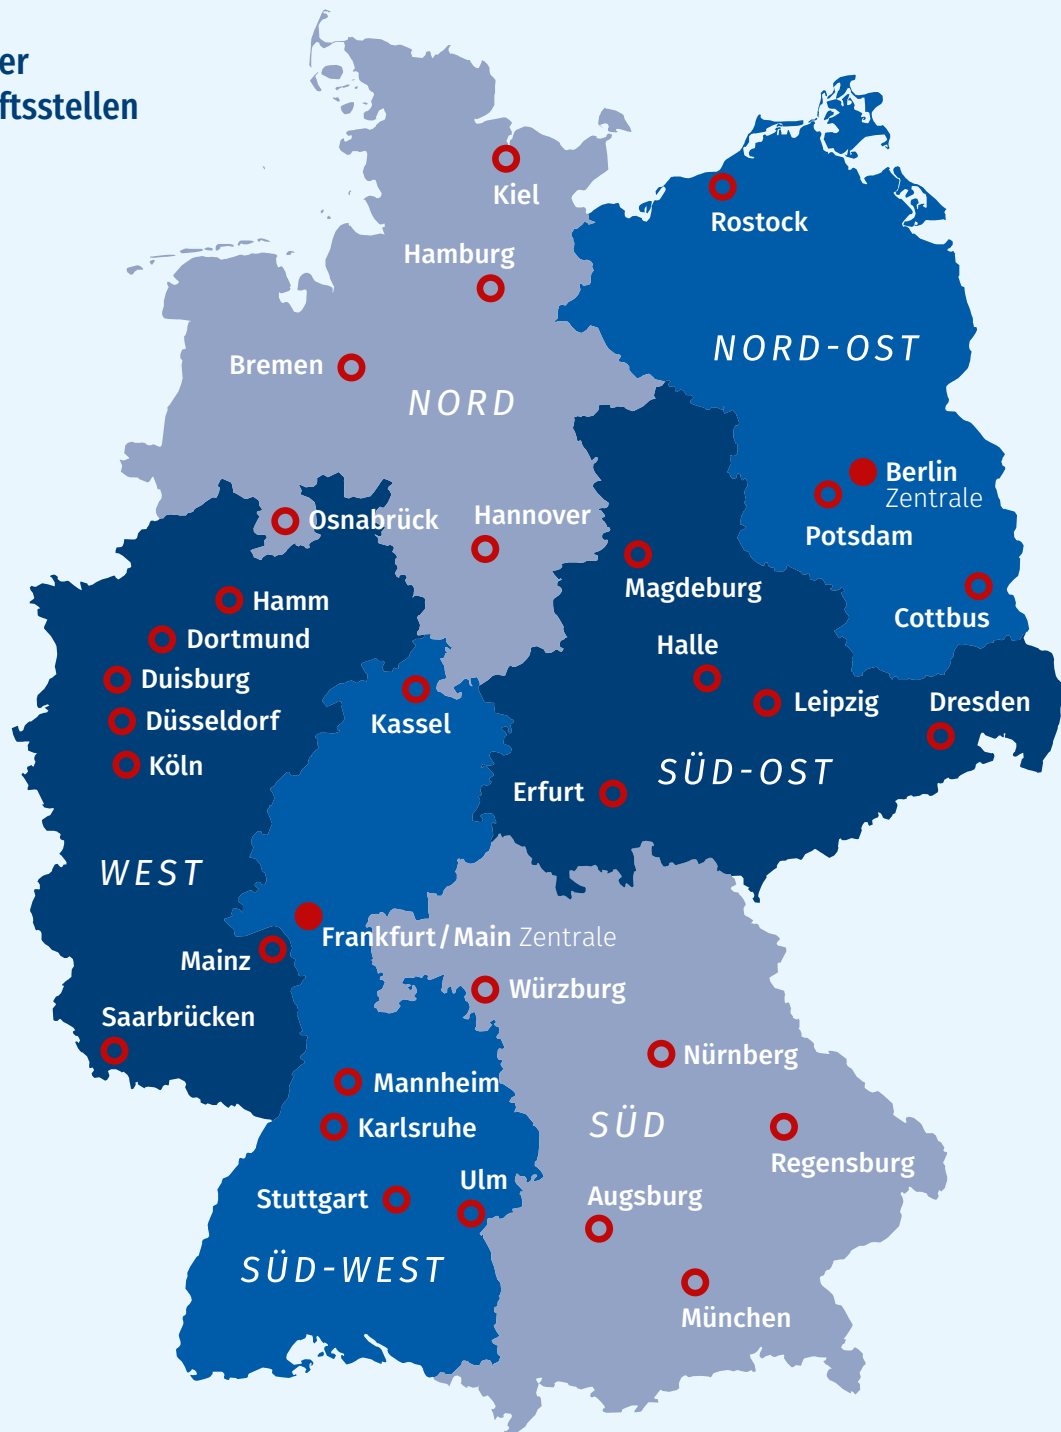 er
ftsstellen
Kiel
Rostock
Hamburg
NORD-OST
Bremen
NORD
Berlin
Zentrale
Osnabrück
Hannover
Potsdam
Magdeburg
Hamm
Cottbus
Dortmund
Halle
Duisburg
Leipzig
Dresden
Düsseldorf
Kassel
Köln
SÜD-OST
Erfurt
WEST
Frankfurt/Main Zentrale
Mainz
Würzburg
Saarbrücken
Nürnberg
Mannheim
SÜD
Karlsruhe
Regensburg
Ulm
Stuttgart
Augsburg
SÜD-WEST
München